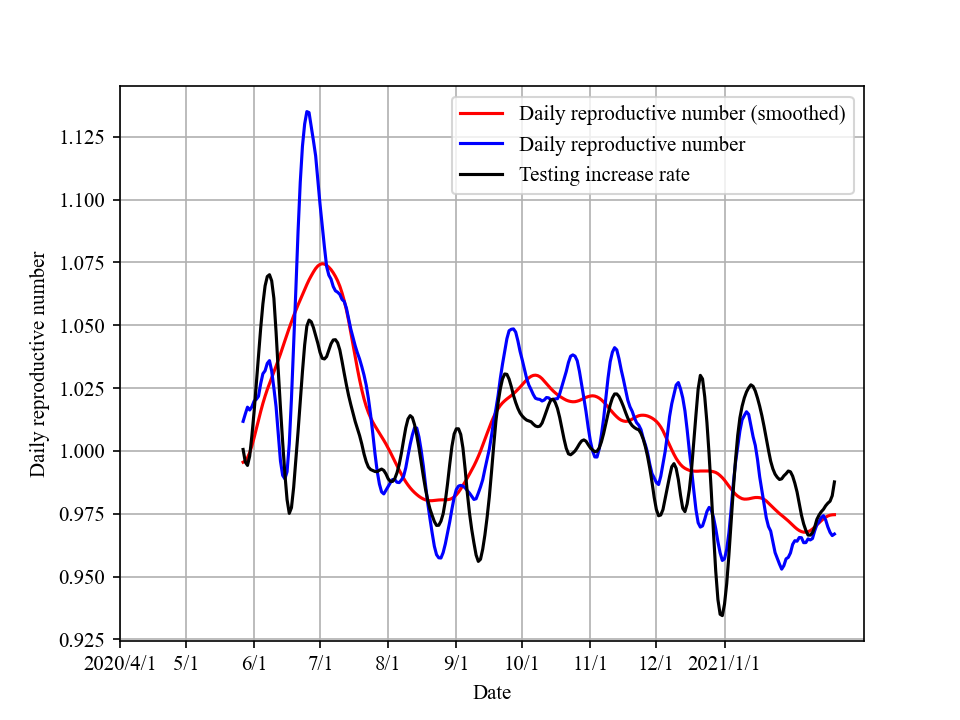 Daily reproductive number (smoothed)
Daily reproductive number
Testing increase rate
Daily reproductive number
1.125
1.100
1.075
1.050
1.025
1.000
0.975
0.950
0.925
2020/4/1 5/1 6/1 7/1 8/1 9/1 10/1 11/1 12/1 2021/1/1
Date